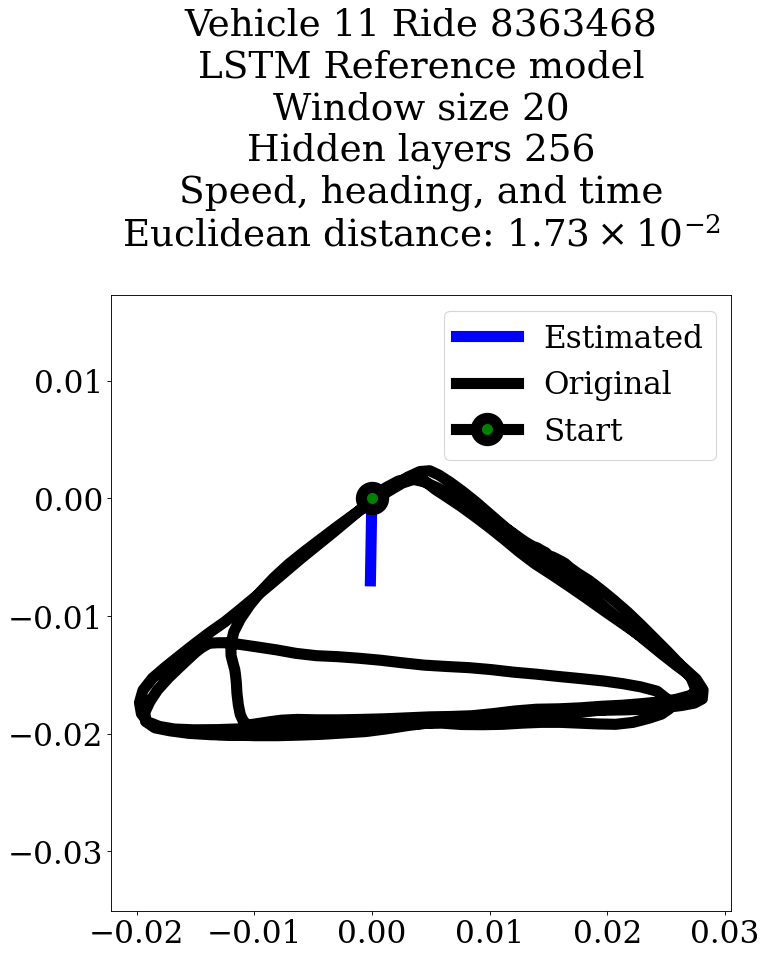 Vehicle 11 Ride 8363468
LSTM Reference model
Window size 20
Hidden layers 256
Speed, heading, and time
Euclidean distance: 1.73 × 10⁻²
Estimated
Original
Start
0.01
0.00
−0.01
−0.02
−0.03
−0.02 −0.01 0.00 0.01 0.02 0.03